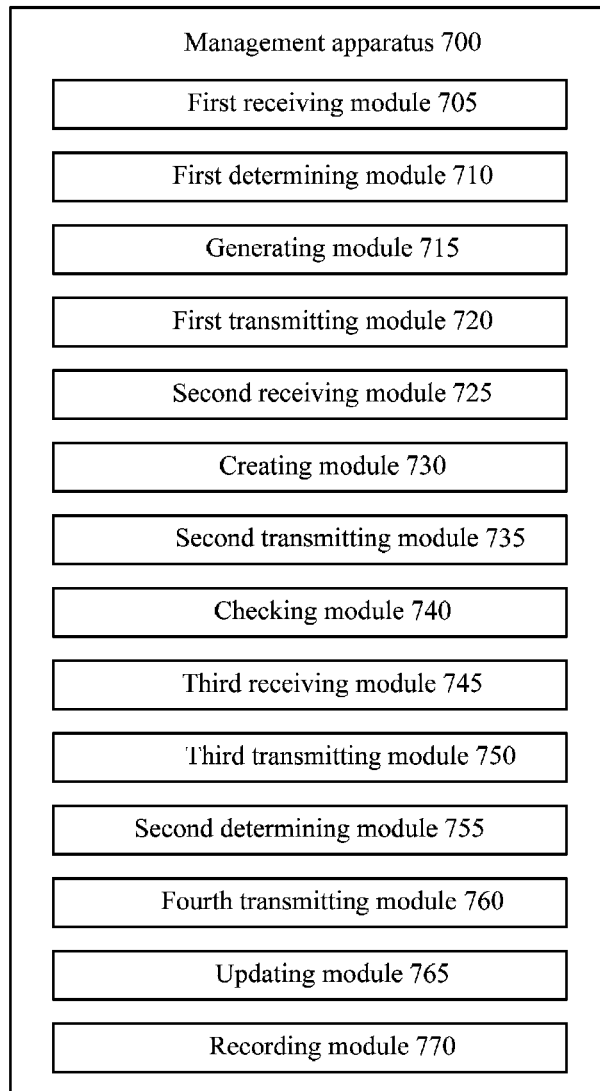 Management apparatus 700
First receiving module 705
First determining module 710
Generating module 715
First transmitting module 720
Second receiving module 725
Creating module 730
Second transmitting module 735
Checking module 740
Third receiving module 745
Third transmitting module 750
Second determining module 755
Fourth transmitting module 760
Updating module 765
Recording module 770